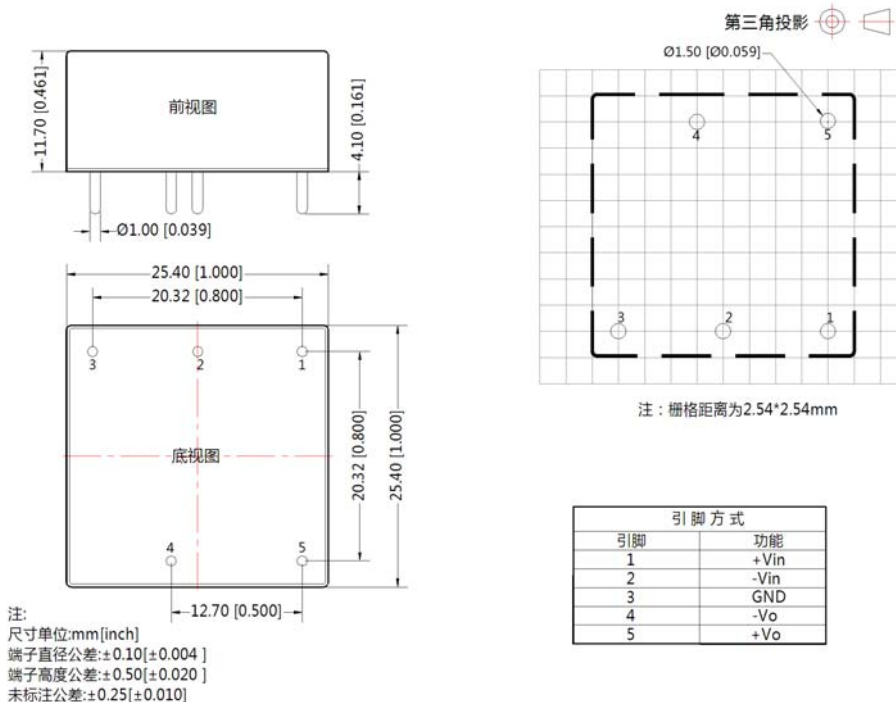 第三角投影
Ø1.50 [Ø0.059]
11.70 [0.461]
前视图
4.10 [0.161]
Ø1.00 [0.039]
4
5
3
2
1
注：栅格距离为2.54*2.54mm
25.40 [1.000]
20.32 [0.800]
3
2
1
底视图
20.32 [0.800]
25.40 [1.000]
4
5
12.70 [0.500]
注:
尺寸单位:mm[inch]
端子直径公差:±0.10[±0.004 ]
端子高度公差:±0.50[±0.020 ]
未标注公差:±0.25[±0.010]
引脚方式
引脚 功能
1 +Vin
2 -Vin
3 GND
4 -Vo
5 +Vo